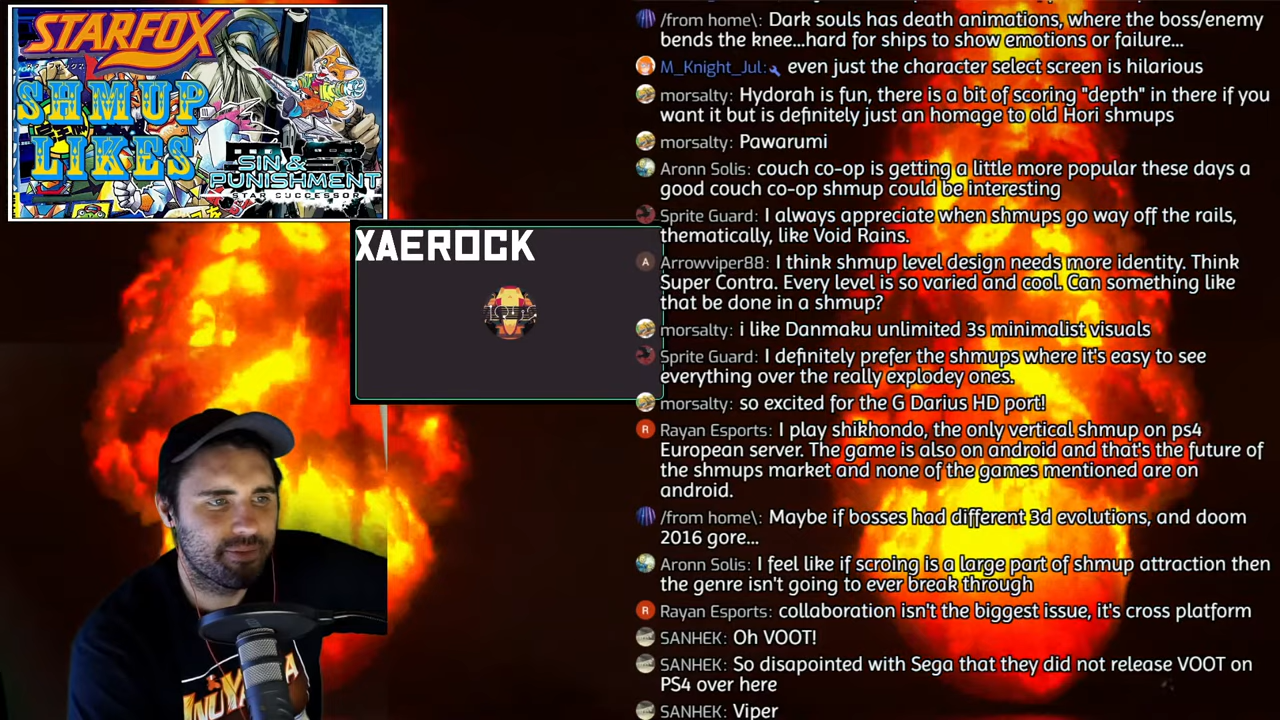 STARFOX
SHMUP
LIKES
SIN &
PUNISHMENT
STAR SUCCESSOR
XAEROCK
/from home\: Dark souls has death animations, where the boss/enemy
bends the knee...hard for ships to show emotions or failure...
M_Knight_Jul: even just the character select screen is hilarious
morsalty: Hydorah is fun, there is a bit of scoring "depth" in there if you
want it but is definitely just an homage to old Hori shmups
morsalty: Pawarumi
Aronn Solis: couch co-op is getting a little more popular these days a
good couch co-op shmup could be interesting
Sprite Guard: I always appreciate when shmups go way off the rails,
thematically, like Void Rains.
A Arrowviper88: I think shmup level design needs more identity. Think
Super Contra. Every level is so varied and cool. Can something like
that be done in a shmup?
morsalty: i like Danmaku unlimited 3s minimalist visuals
Sprite Guard: I definitely prefer the shmups where it's easy to see
everything over the really explodey ones.
morsalty: so excited for the G Darius HD port!
R Rayan Esports: I play shikhondo, the only vertical shmup on ps4
European server. The game is also on android and that's the future of
the shmups market and none of the games mentioned are on
android.
/from home\: Maybe if bosses had different 3d evolutions, and doom
2016 gore...
Aronn Solis: I feel like if scroing is a large part of shmup attraction then
the genre isn't going to ever break through
R Rayan Esports: collaboration isn't the biggest issue, it's cross platform
SANHEK: Oh VOOT!
SANHEK: So disapointed with Sega that they did not release VOOT on
PS4 over here
SANHEK: Viper
INUYASHA